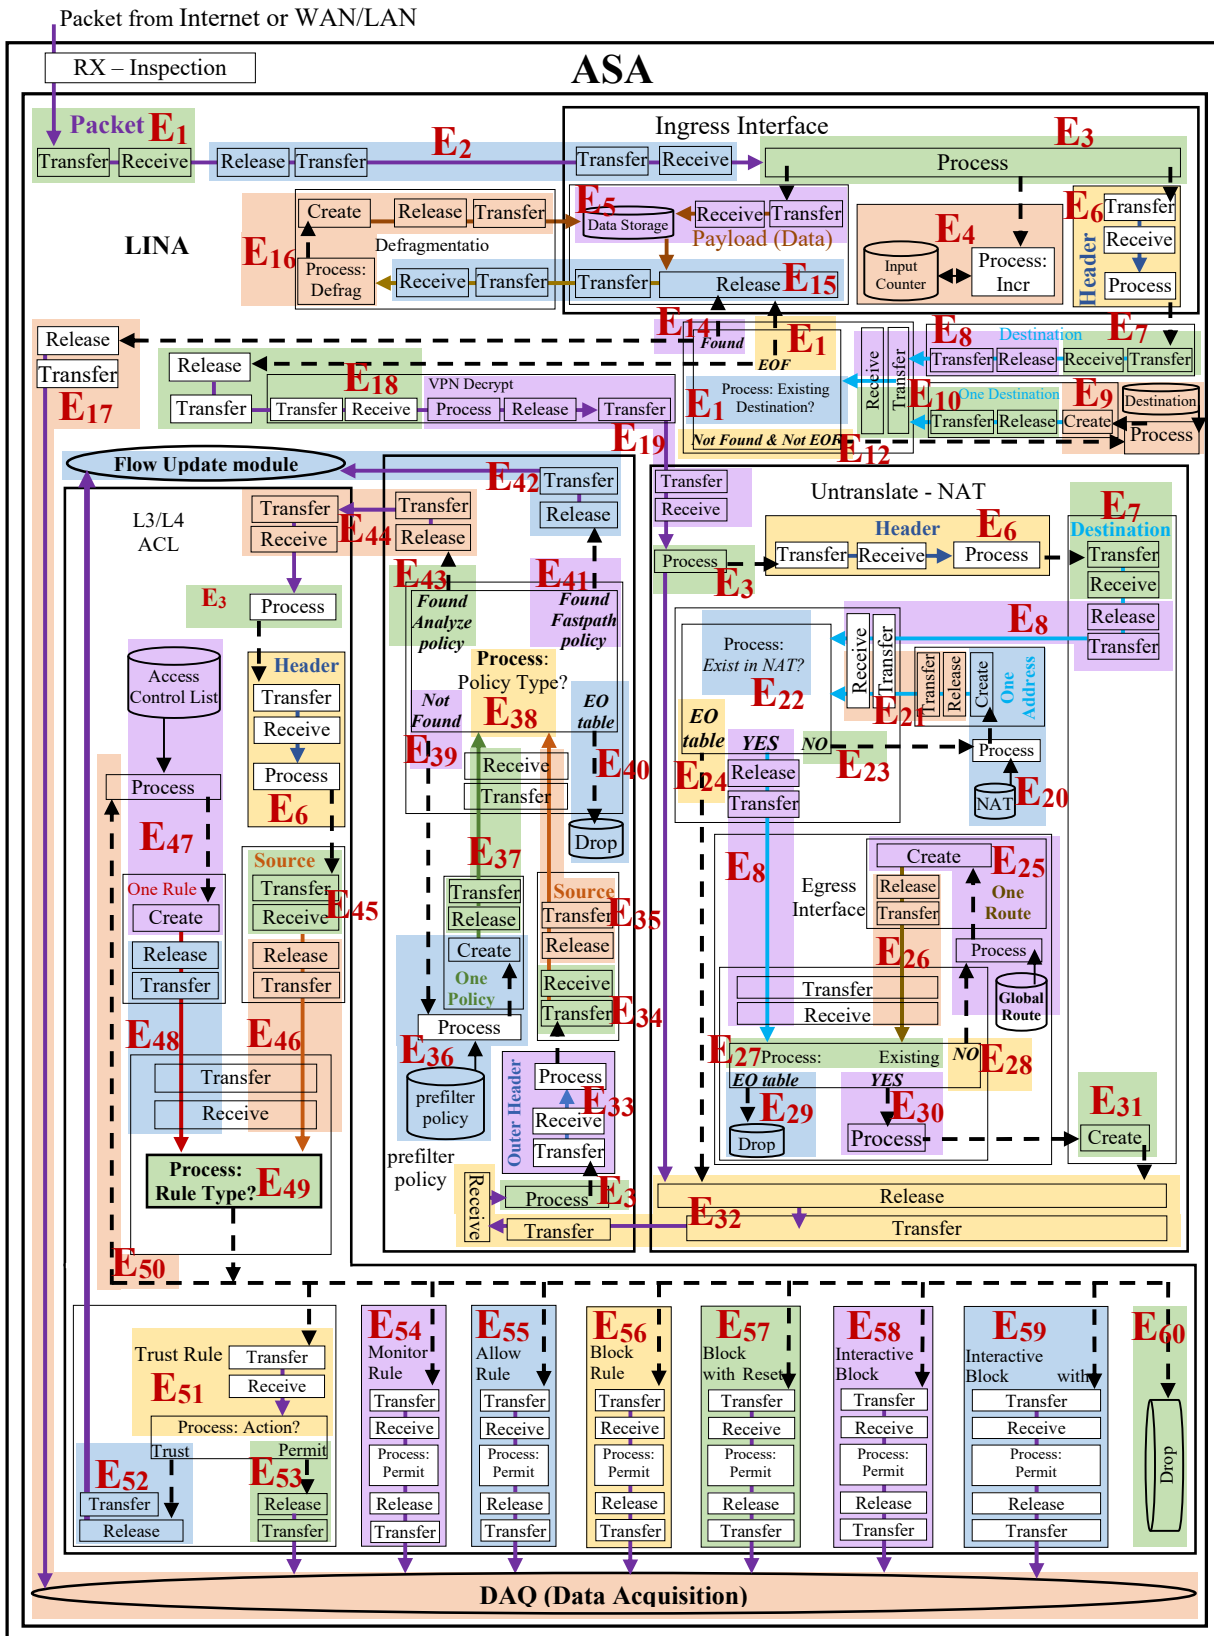 Packet from Internet or WAN/LAN
RX – Inspection
ASA
Packet E1
Transfer Receive
Release Transfer
E2
Ingress Interface
Transfer Receive
E3
Process
LINA
Create Release Transfer
E16
Defragmentatio
Process:
Defrag
Receive Transfer
E5
Data Storage
Receive Transfer
Payload (Data)
Transfer
Release
E15
E4
Input
Counter
Process:
Incr
E6
Header
Transfer
Receive
Process
Release
Transfer
E17
Release
Transfer
E18
VPN Decrypt
Transfer Receive Process Release Transfer
E19
E14
Found
E1
EOF
E1
Process: Existing
Destination?
Not Found & Not EOF
E12
Receive
Transfer
E8
Destination
E7
Transfer Release Receive Transfer
E10
One Destination
E9
Transfer Release Create
Destination
Process
Flow Update module
E42
Transfer
Release
L3/L4
ACL
Transfer
Receive
E44
Transfer
Release
E43
E41
Found
Analyze
policy
Found
Fastpath
policy
Process:
Policy Type?
E38
Not
Found
E39
EO
table
E40
Receive
Transfer
Drop
E3
Process
Header
Transfer
Receive
Process
E6
Access
Control List
Process
E47
One Rule
Create
Release
Transfer
E48
Source
Transfer
Receive
E45
Release
Transfer
E46
Transfer
Receive
Process:
Rule Type?
E49
E50
E37
Transfer
Release
Create
One
Policy
Process
E36
prefilter
policy
prefilter
policy
Source
Transfer
E35
Release
Receive
Transfer
E34
Outer Header
Process
E33
Receive
Transfer
Process
E3
Receive
Transfer
E32
Transfer
Receive
Untranslate - NAT
Process
E3
Header
E6
Transfer Receive Process
E7
Destination
Transfer
Receive
Release
Transfer
E8
Process:
Exist in NAT?
E22
Receive
Transfer
E21
Transfer
Release
Create
One
Address
EO
table
E24
YES
NO
E23
Release
Transfer
Process
NAT
E20
E8
Egress
Interface
Create
E25
Release
Transfer
One
Route
E26
Process
Global
Route
Transfer
Receive
E27
Process: Existing
NO
E28
EO table
E29
Drop
YES
E30
Process
E31
Create
Release
Transfer
Trust Rule
Transfer
Receive
E51
Process: Action?
Trust
Permit
E52
Transfer
Release
E53
Release
Transfer
E54
Monitor
Rule
Transfer
Receive
Process:
Permit
Release
Transfer
E55
Allow
Rule
Transfer
Receive
Process:
Permit
Release
Transfer
E56
Block
Rule
Transfer
Receive
Process:
Permit
Release
Transfer
E57
Block
with Reset
Transfer
Receive
Process:
Permit
Release
Transfer
E58
Interactive
Block
Transfer
Receive
Process:
Permit
Release
Transfer
E59
Interactive
Block with
Transfer
Receive
Process:
Permit
Release
Transfer
E60
Drop
DAQ (Data Acquisition)